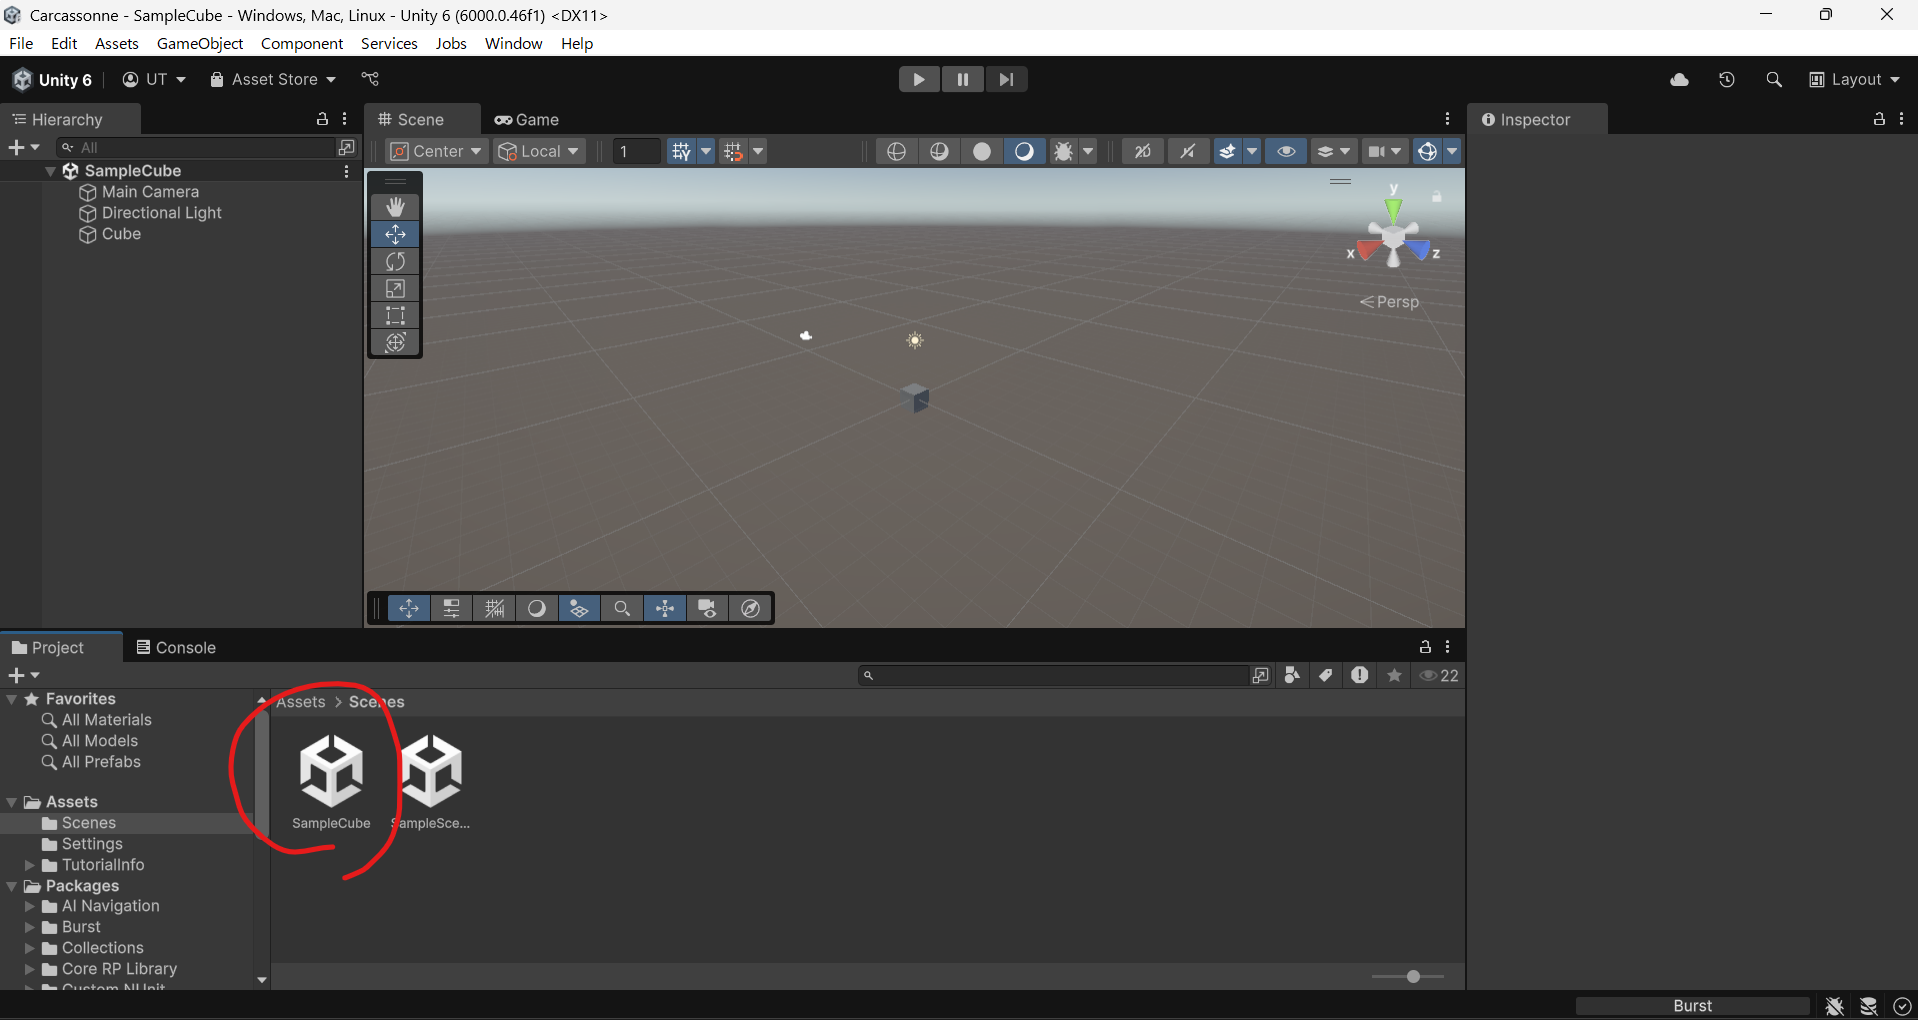 Carcassonne - SampleCube - Windows, Mac, Linux - Unity 6 (6000.0.46f1) <DX11>
File Edit Assets GameObject Component Services Jobs Window Help
Unity 6 UT Asset Store Layout
Hierarchy
All
SampleCube
Main Camera
Directional Light
Cube
Scene Game
Center Local 1 2D
y
x z
Persp
Inspector
Project Console
22
Favorites
All Materials
All Models
All Prefabs
Assets
Scenes
Settings
TutorialInfo
Packages
AI Navigation
Burst
Collections
Core RP Library
Custom NUnit
Assets > Scenes
SampleCube SampleSce...
Burst